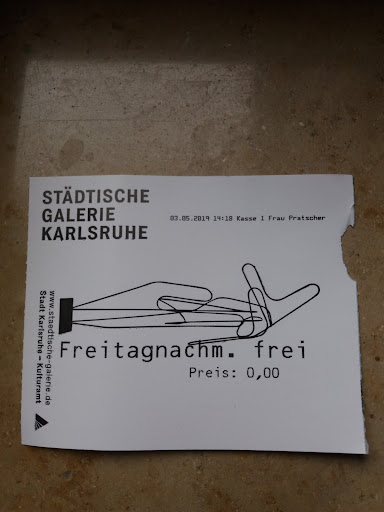 STÄDTISCHE
GALERIE
KARLSRUHE
03.05.2019 14:18 Kasse 1 Frau Pratscher
Freitagnachm. frei
Preis: 0,00
www.staedtische-galerie.de
Stadt Karlsruhe – Kulturamt